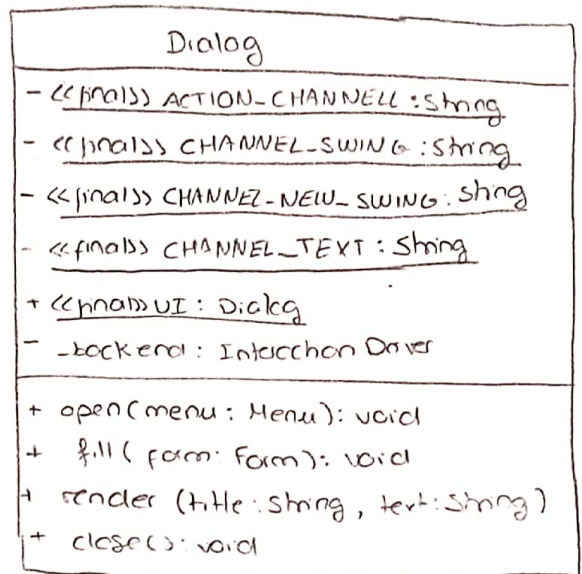 Dialog
- <<final>> ACTION_CHANNELL : String
- <<final>> CHANNEL_SWING : String
- <<final>> CHANNEL_NEW_SWING : String
- <<final>> CHANNEL_TEXT : String
+ <<final>> UI : Dialog
- _backend : Interaction Driver
+ open(menu : Menu) : void
+ fill( form : Form) : void
+ render (title : String, text : String)
+ close() : void